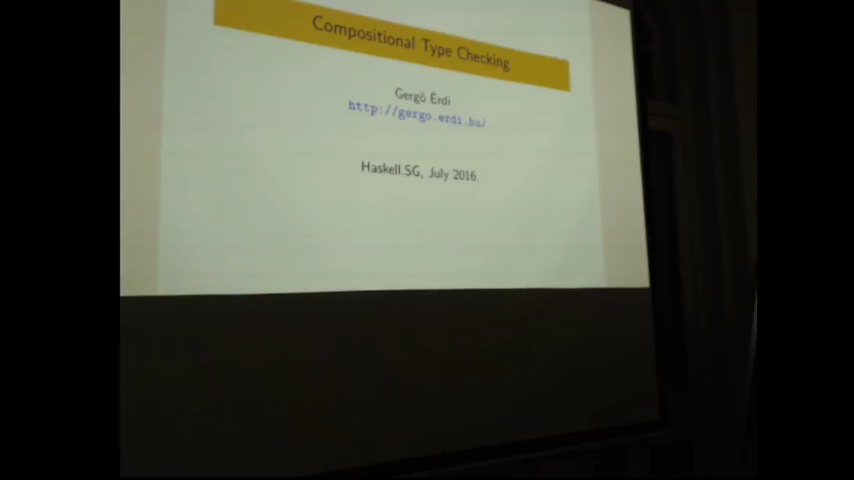 Compositional Type Checking
Gergő Érdi
http://gergo.erdi.hu/
Haskell.SG, July 2016.